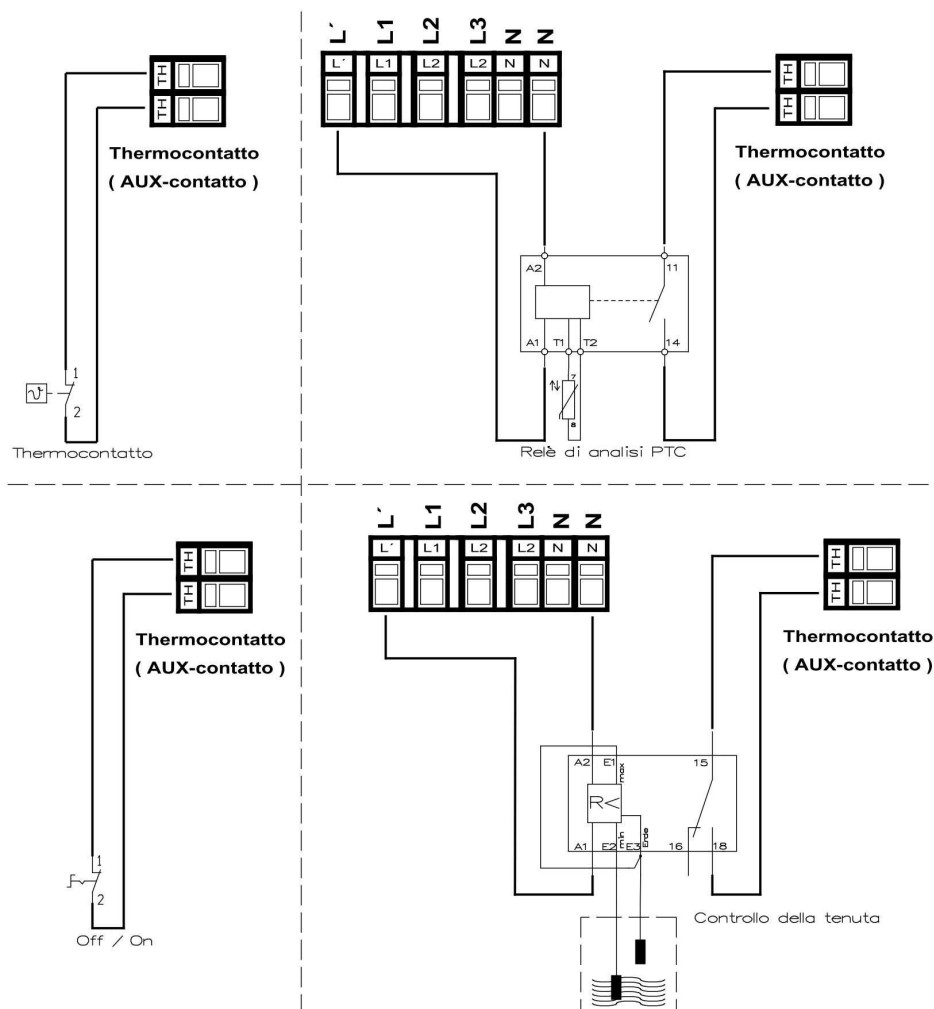 TH
TH
Thermocontatto
( AUX-contatto )
1
2
ϑ
Thermocontatto
L´ L1 L2 L3 N N
L´ L1 L2 L2 N N
TH
TH
Thermocontatto
( AUX-contatto )
A2 11
A1 T1 T2 14
7
8
Relè di analisi PTC
TH
TH
Thermocontatto
( AUX-contatto )
1
2
Off / On
L´ L1 L2 L3 N N
L´ L1 L2 L2 N N
TH
TH
Thermocontatto
( AUX-contatto )
A2 E1 max 15
R<
A1 E2 min E3 Erde 16 18
Controllo della tenuta